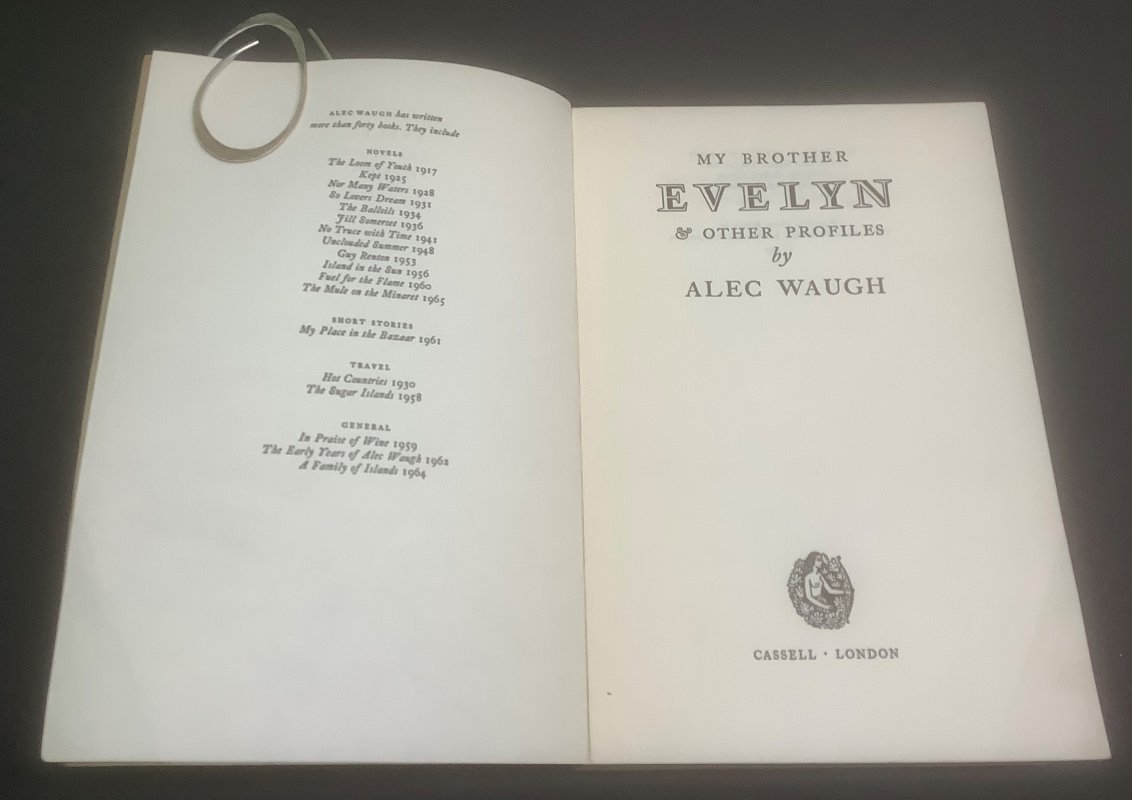 ALEC WAUGH has written
more than forty books. They include
NOVELS
The Loom of Youth 1917
Kept 1925
Nor Many Waters 1928
So Lovers Dream 1931
The Balliols 1934
Jill Somerset 1936
No Truce with Time 1941
Unclouded Summer 1948
Guy Renton 1953
Island in the Sun 1956
Fuel for the Flame 1960
The Mule on the Minaret 1965
SHORT STORIES
My Place in the Bazaar 1961
TRAVEL
Hot Countries 1930
The Sugar Islands 1958
GENERAL
In Praise of Wine 1959
The Early Years of Alec Waugh 1962
A Family of Islands 1964
MY BROTHER
EVELYN
& OTHER PROFILES
by
ALEC WAUGH
CASSELL · LONDON